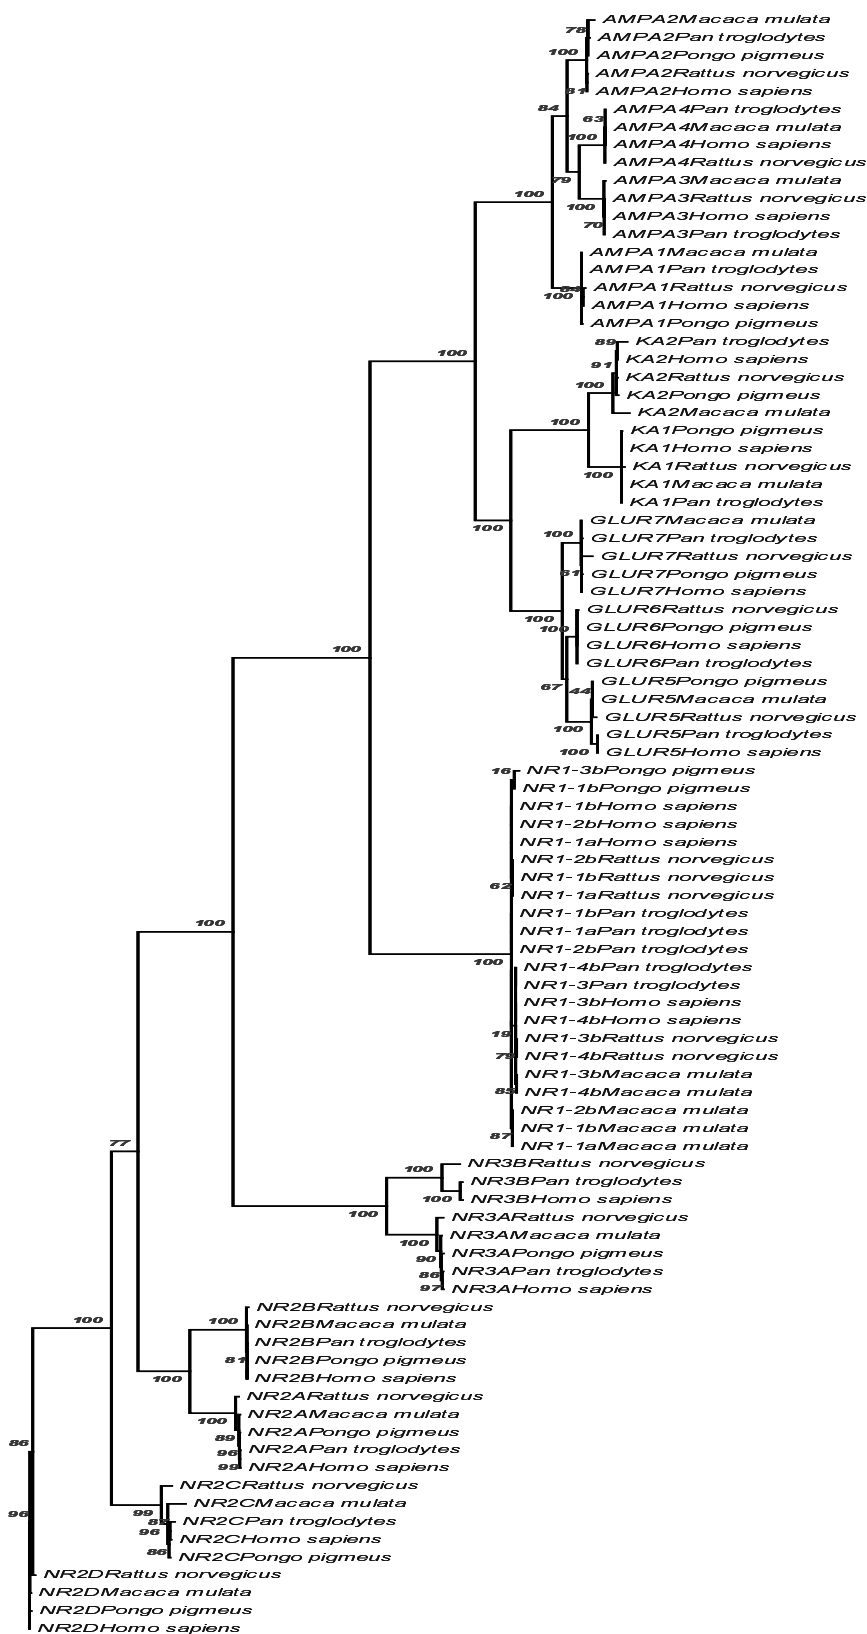 AMPA2Macaca mulata
78
AMPA2Pan troglodytes
100
AMPA2Pongo pigmeus
AMPA2Rattus norvegicus
81
AMPA2Homo sapiens
84
AMPA4Pan troglodytes
63
AMPA4Macaca mulata
100
AMPA4Homo sapiens
AMPA4Rattus norvegicus
79
AMPA3Macaca mulata
100
AMPA3Rattus norvegicus
100
AMPA3Homo sapiens
70
AMPA3Pan troglodytes
AMPA1Macaca mulata
AMPA1Pan troglodytes
AMPA1Rattus norvegicus
100
AMPA1Homo sapiens
AMPA1Pongo pigmeus
89
KA2Pan troglodytes
100
KA2Homo sapiens
91
KA2Rattus norvegicus
100
KA2Pongo pigmeus
KA2Macaca mulata
100
KA1Pongo pigmeus
KA1Homo sapiens
KA1Rattus norvegicus
100
KA1Macaca mulata
KA1Pan troglodytes
GLUR7Macaca mulata
100
100
GLUR7Pan troglodytes
GLUR7Rattus norvegicus
61
GLUR7Pongo pigmeus
GLUR7Homo sapiens
GLUR6Rattus norvegicus
100
100
GLUR6Pongo pigmeus
GLUR6Homo sapiens
100
GLUR6Pan troglodytes
GLUR5Pongo pigmeus
67
44
GLUR5Macaca mulata
GLUR5Rattus norvegicus
100
GLUR5Pan troglodytes
100
GLUR5Homo sapiens
16
NR1-3bPongo pigmeus
NR1-1bPongo pigmeus
NR1-1bHomo sapiens
NR1-2bHomo sapiens
NR1-1aHomo sapiens
NR1-2bRattus norvegicus
NR1-1bRattus norvegicus
62
NR1-1aRattus norvegicus
NR1-1bPan troglodytes
100
NR1-1aPan troglodytes
NR1-2bPan troglodytes
100
NR1-4bPan troglodytes
NR1-3Pan troglodytes
NR1-3bHomo sapiens
NR1-4bHomo sapiens
19
NR1-3bRattus norvegicus
79
NR1-4bRattus norvegicus
NR1-3bMacaca mulata
85
NR1-4bMacaca mulata
NR1-2bMacaca mulata
NR1-1bMacaca mulata
87
NR1-1aMacaca mulata
77
NR3BRattus norvegicus
100
NR3BPan troglodytes
100
NR3BHomo sapiens
100
NR3ARattus norvegicus
NR3AMacaca mulata
100
NR3APongo pigmeus
90
NR3APan troglodytes
86
NR3AHomo sapiens
97
NR2BRattus norvegicus
100
100
NR2BMacaca mulata
NR2BPan troglodytes
NR2BPongo pigmeus
81
NR2BHomo sapiens
100
NR2ARattus norvegicus
NR2AMacaca mulata
100
NR2APongo pigmeus
89
NR2APan troglodytes
86
96
NR2AHomo sapiens
99
NR2CRattus norvegicus
NR2CMacaca mulata
96
99
NR2CPan troglodytes
NR2CHomo sapiens
96
NR2CPongo pigmeus
86
NR2DRattus norvegicus
NR2DMacaca mulata
NR2DPongo pigmeus
NR2DHomo sapiens